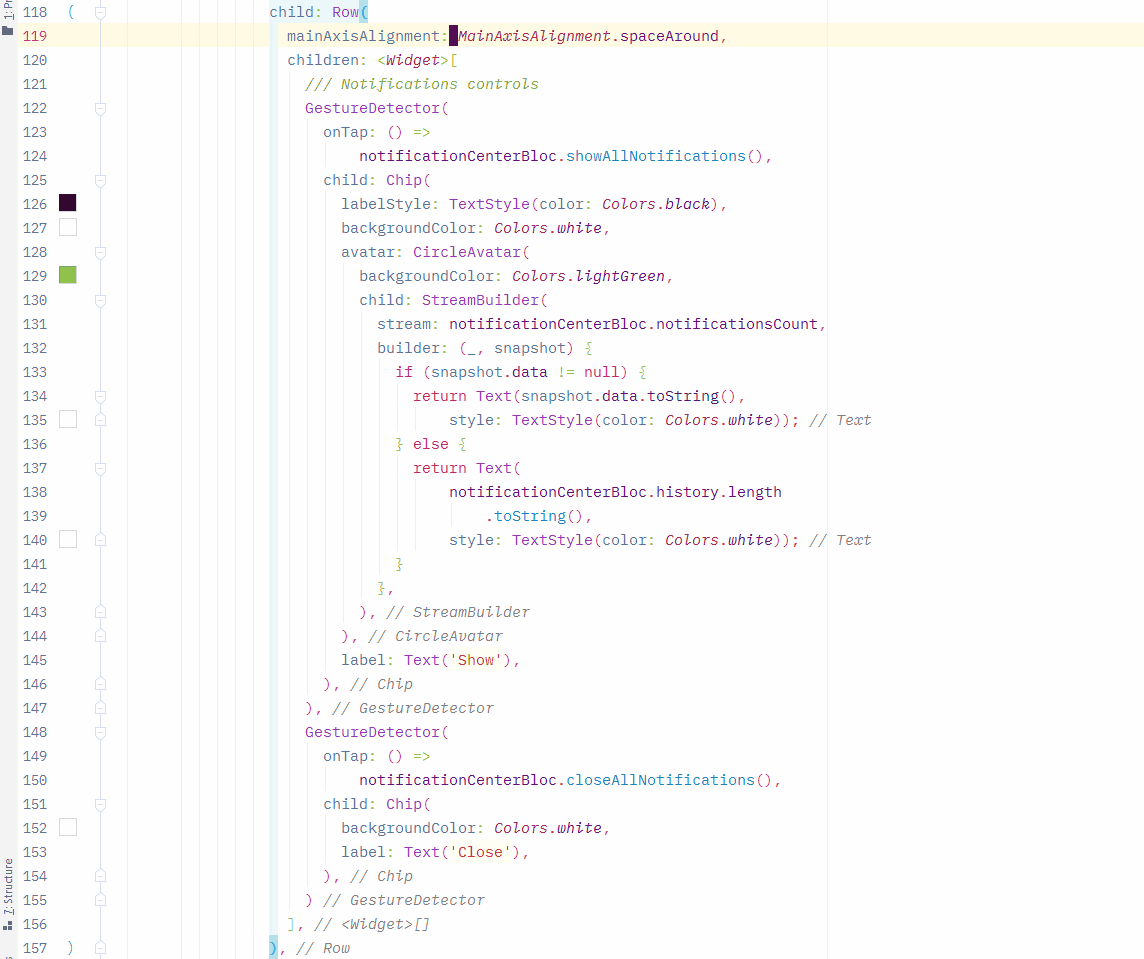 1: P
118 ( child: Row(
119 mainAxisAlignment: MainAxisAlignment.spaceAround,
120 children: <Widget>[
121 /// Notifications controls
122 GestureDetector(
123 onTap: () =>
124 notificationCenterBloc.showAllNotifications(),
125 child: Chip(
126 labelStyle: TextStyle(color: Colors.black),
127 backgroundColor: Colors.white,
128 avatar: CircleAvatar(
129 backgroundColor: Colors.lightGreen,
130 child: StreamBuilder(
131 stream: notificationCenterBloc.notificationsCount,
132 builder: (_, snapshot) {
133 if (snapshot.data != null) {
134 return Text(snapshot.data.toString(),
135 style: TextStyle(color: Colors.white)); // Text
136 } else {
137 return Text(
138 notificationCenterBloc.history.length
139 .toString(),
140 style: TextStyle(color: Colors.white)); // Text
141 }
142 },
143 ), // StreamBuilder
144 ), // CircleAvatar
145 label: Text('Show'),
146 ), // Chip
147 ), // GestureDetector
148 GestureDetector(
149 onTap: () =>
150 notificationCenterBloc.closeAllNotifications(),
151 child: Chip(
152 backgroundColor: Colors.white,
153 label: Text('Close'),
154 ), // Chip
155 ) // GestureDetector
156 ], // <Widget>[]
157 ) ), // Row
7: Structure